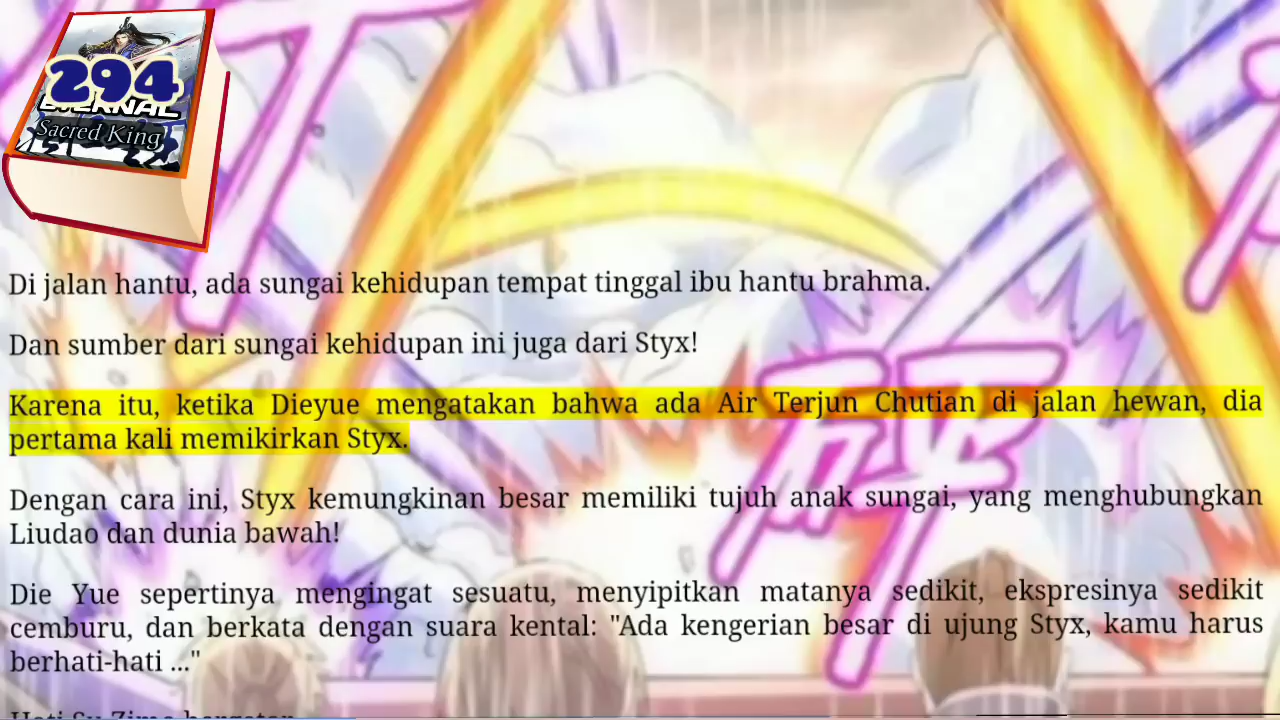 294
ETERNAL
Sacred King
Di jalan hantu, ada sungai kehidupan tempat tinggal ibu hantu brahma.
Dan sumber dari sungai kehidupan ini juga dari Styx!
Karena itu, ketika Dieyue mengatakan bahwa ada Air Terjun Chutian di jalan hewan, dia
pertama kali memikirkan Styx.
Dengan cara ini, Styx kemungkinan besar memiliki tujuh anak sungai, yang menghubungkan
Liudao dan dunia bawah!
Die Yue sepertinya mengingat sesuatu, menyipitkan matanya sedikit, ekspresinya sedikit
cemburu, dan berkata dengan suara kental: "Ada kengerian besar di ujung Styx, kamu harus
berhati-hati ..."